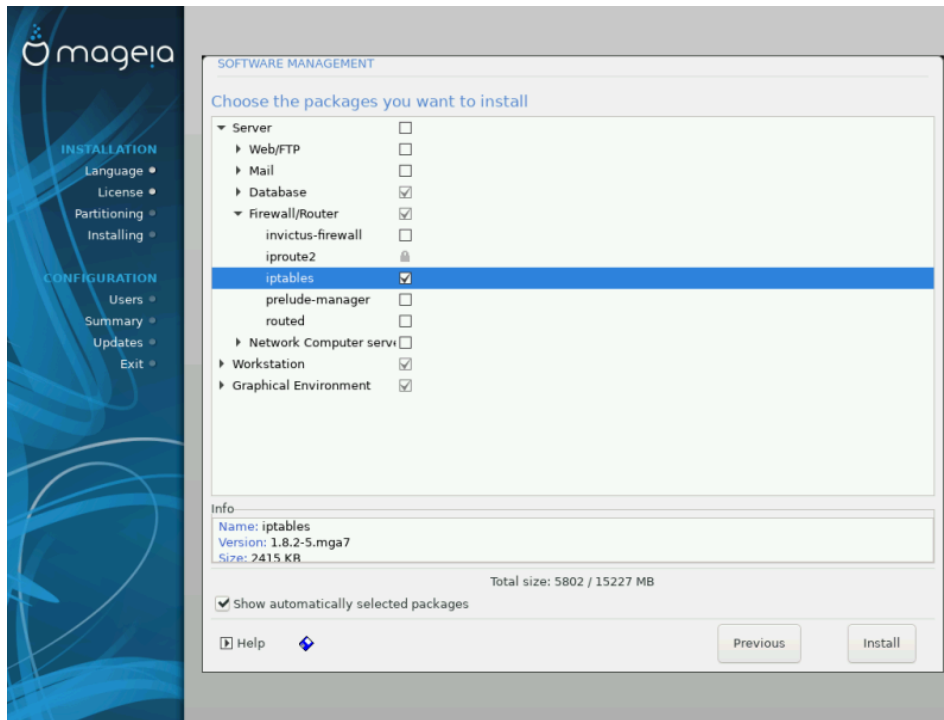 mageia
INSTALLATION
Language
License
Partitioning
Installing
CONFIGURATION
Users
Summary
Updates
Exit
SOFTWARE MANAGEMENT
Choose the packages you want to install
Server
Web/FTP
Mail
Database
Firewall/Router
invictus-firewall
iproute2
iptables
prelude-manager
routed
Network Computer serv
Workstation
Graphical Environment
Info
Name: iptables
Version: 1.8.2-5.mga7
Size: 2415 KB
Total size: 5802 / 15227 MB
Show automatically selected packages
Help
Previous
Install